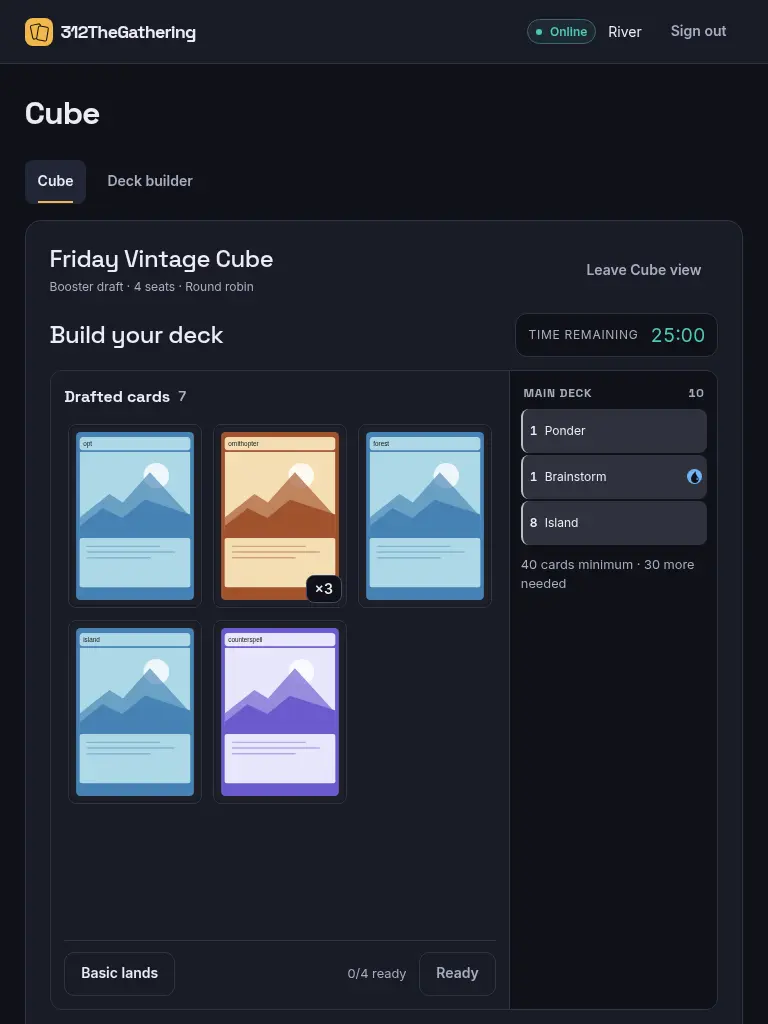 312TheGathering
Online
River
Sign out
Cube
Cube
Deck builder
Friday Vintage Cube
Booster draft · 4 seats · Round robin
Leave Cube view
Build your deck
TIME REMAINING 25:00
Drafted cards 7
opt
ornithopter
forest
×3
island
counterspell
MAIN DECK 10
1 Ponder
1 Brainstorm
8 Island
40 cards minimum · 30 more
needed
Basic lands
0/4 ready
Ready